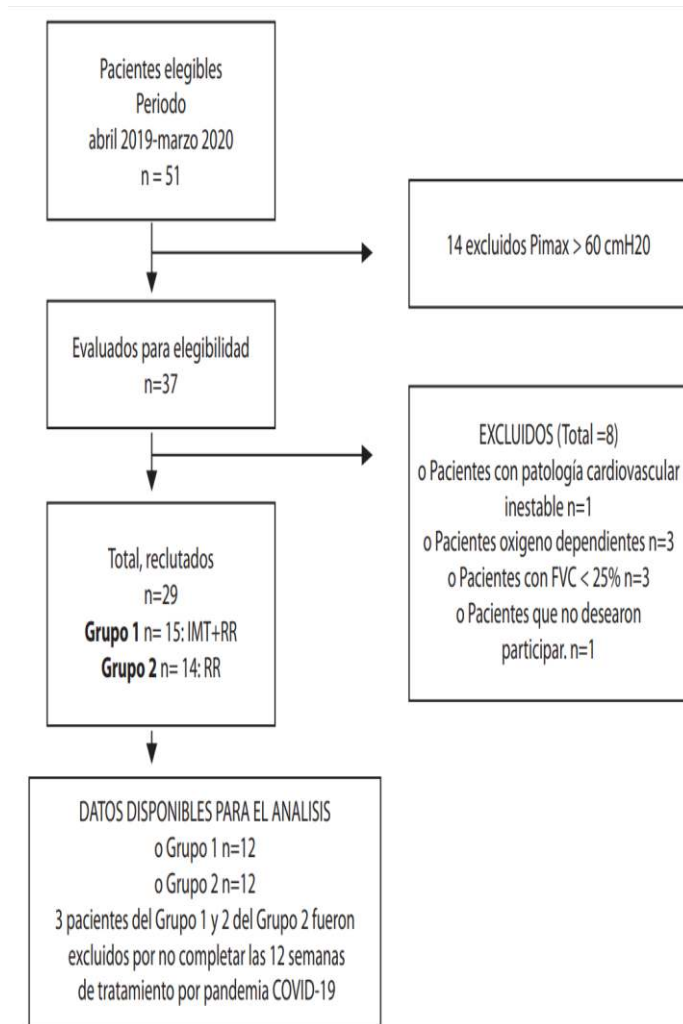 Pacientes elegibles
Periodo
abril 2019-marzo 2020
n = 51
14 excluidos Pimax > 60 cmH20
Evaluados para elegibilidad
n=37
EXCLUIDOS (Total =8)
o Pacientes con patología cardiovascular
inestable n=1
o Pacientes oxigeno dependientes n=3
o Pacientes con FVC < 25% n=3
o Pacientes que no desearon
participar. n=1
Total, reclutados
n=29
Grupo 1 n= 15: IMT+RR
Grupo 2 n= 14: RR
DATOS DISPONIBLES PARA EL ANALISIS
o Grupo 1 n=12
o Grupo 2 n=12
3 pacientes del Grupo 1 y 2 del Grupo 2 fueron
excluidos por no completar las 12 semanas
de tratamiento por pandemia COVID-19